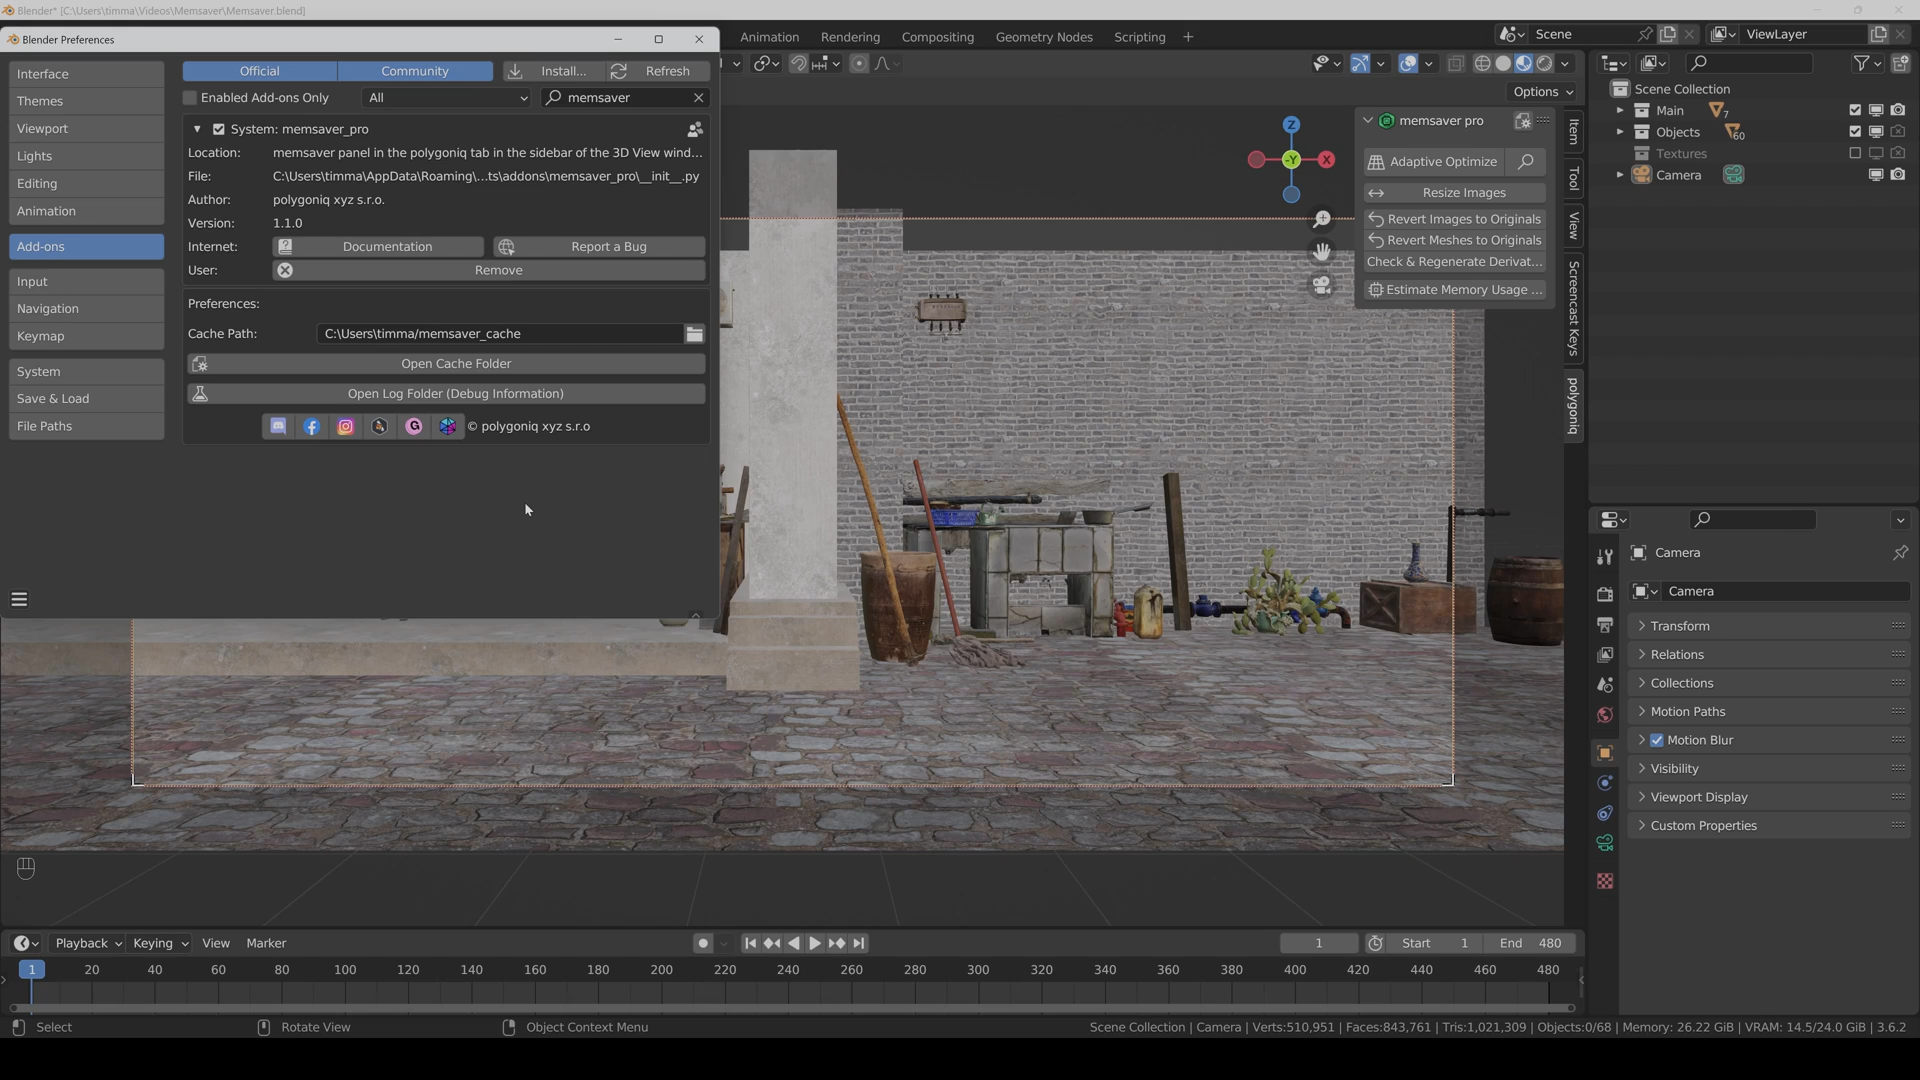 Blender* [C:\Users\timma\Videos\Memsaver\Memsaver.blend]
Blender Preferences
Animation
Rendering
Compositing
Geometry Nodes
Scripting
Scene
ViewLayer
Interface
Themes
Viewport
Lights
Editing
Animation
Add-ons
Input
Navigation
Keymap
System
Save & Load
File Paths
Official
Community
Install...
Refresh
Enabled Add-ons Only
All
memsaver
System: memsaver_pro
Location: memsaver panel in the polygoniq tab in the sidebar of the 3D View wind...
File: C:\Users\timma\AppData\Roaming\...ts\addons\memsaver_pro\__init__.py
Author: polygoniq xyz s.r.o.
Version: 1.1.0
Internet: Documentation Report a Bug
User: Remove
Preferences:
Cache Path: C:\Users\timma/memsaver_cache
Open Cache Folder
Open Log Folder (Debug Information)
G
© polygoniq xyz s.r.o
Options
Z
-Y
X
memsaver pro
Adaptive Optimize
Resize Images
Revert Images to Originals
Revert Meshes to Originals
Check & Regenerate Derivat...
Estimate Memory Usage ...
Item
Tool
View
Screencast Keys
polygoniq
Scene Collection
Main 7
Objects 60
Textures
Camera
Camera
Camera
Transform
Relations
Collections
Motion Paths
Motion Blur
Visibility
Viewport Display
Custom Properties
Playback
Keying
View
Marker
1
Start 1
End 480
1 20 40 60 80 100 120 140 160 180 200 220 240 260 280 300 320 340 360 380 400 420 440 460 480
Select
Rotate View
Object Context Menu
Scene Collection | Camera | Verts:510,951 | Faces:843,761 | Tris:1,021,309 | Objects:0/68 | Memory: 26.22 GiB | VRAM: 14.5/24.0 GiB | 3.6.2